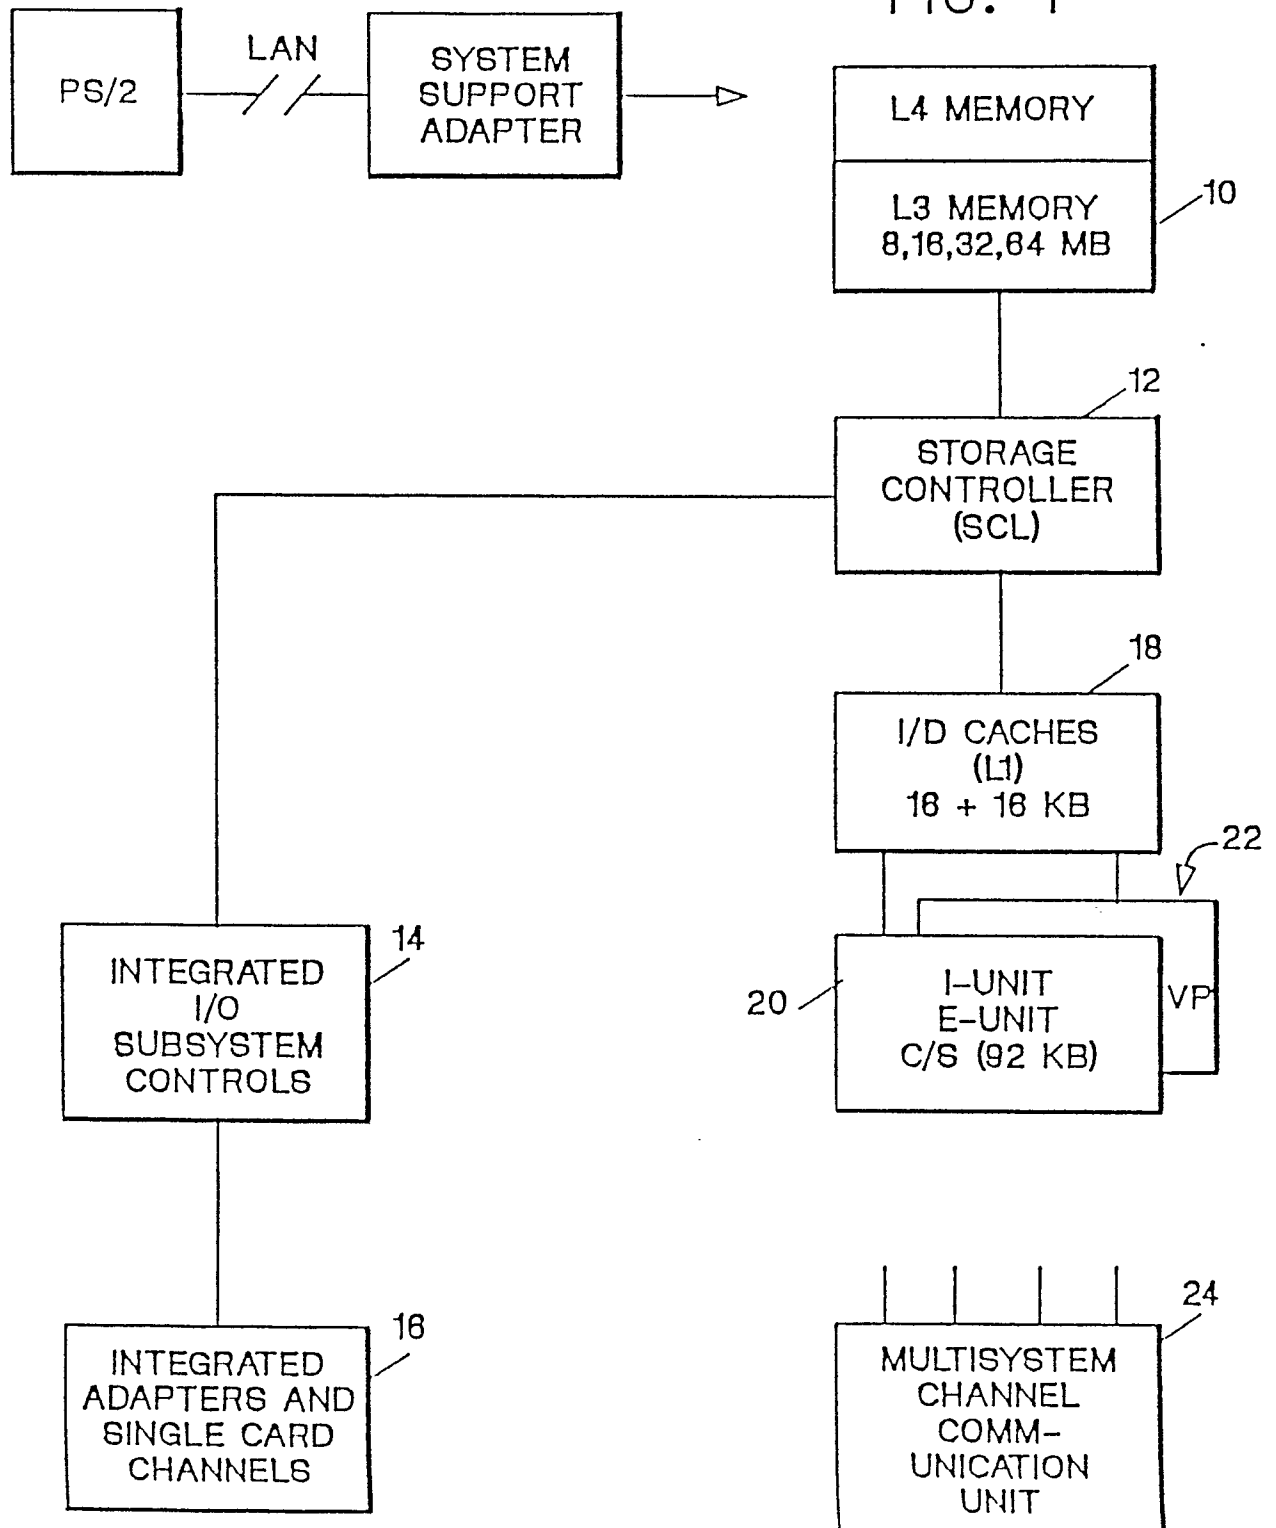 FIG. 1
PS/2
LAN
SYSTEM
SUPPORT
ADAPTER
L4 MEMORY
L3 MEMORY
8,16,32,64 MB
10
12
STORAGE
CONTROLLER
(SCL)
18
I/D CACHES
(L1)
16 + 16 KB
22
14
INTEGRATED
I/O
SUBSYSTEM
CONTROLS
20
I-UNIT
E-UNIT
C/S (92 KB)
VP
16
INTEGRATED
ADAPTERS AND
SINGLE CARD
CHANNELS
24
MULTISYSTEM
CHANNEL
COMM-
UNICATION
UNIT